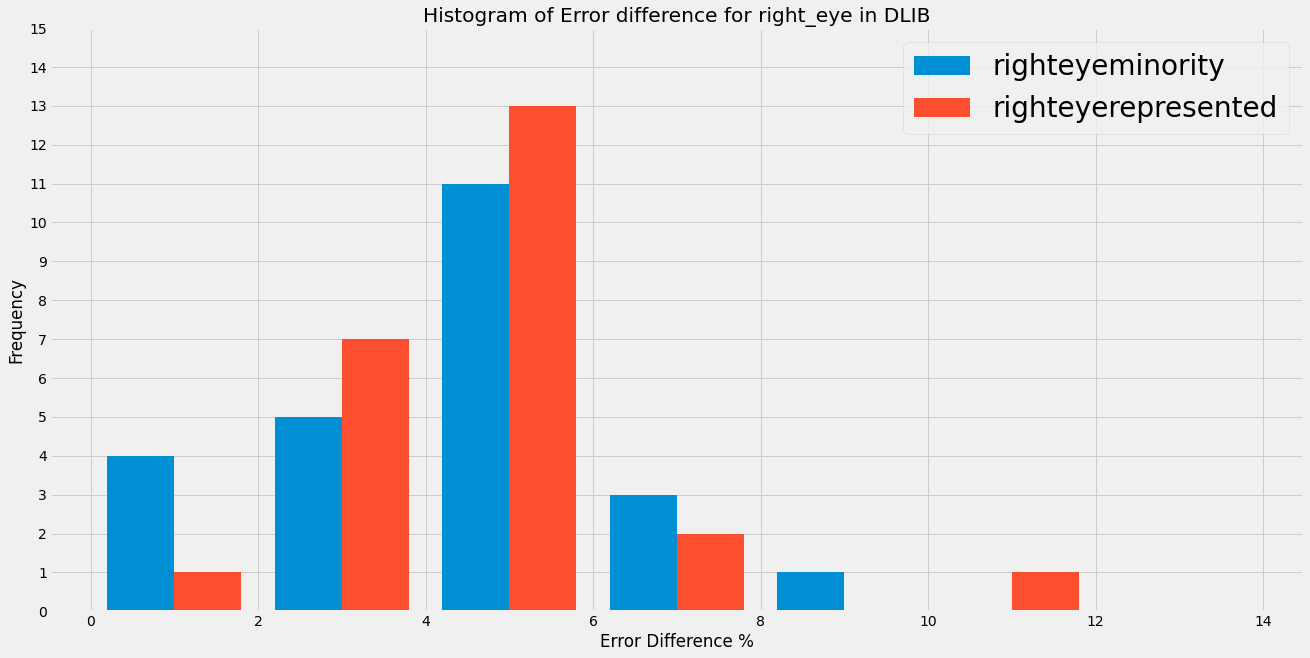 Histogram of Error difference for right_eye in DLIB
righteyeminority
righteyerepresented
Frequency
15
14
13
12
11
10
9
8
7
6
5
4
3
2
1
0
0 2 4 6 8 10 12 14
Error Difference %